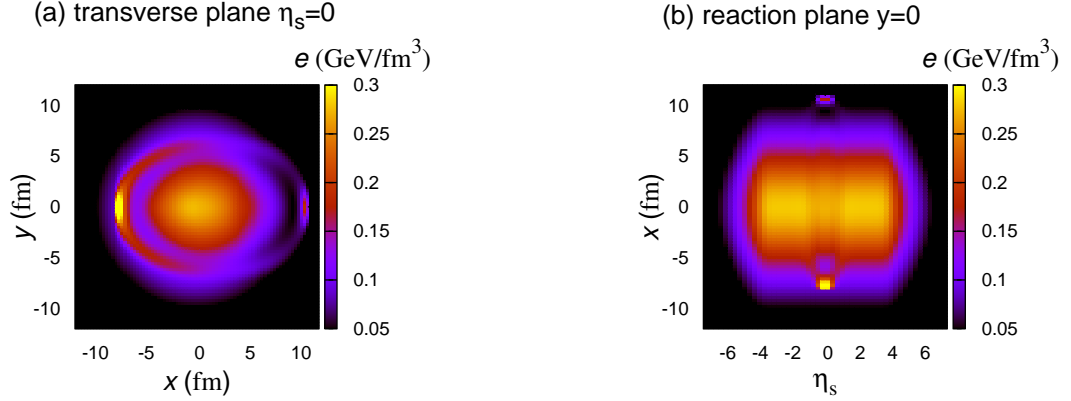 (a) transverse plane ηs=0
(b) reaction plane y=0
e (GeV/fm3)
e (GeV/fm3)
0.3
0.25
0.2
0.15
0.1
0.05
10
5
0
-5
-10
y (fm)
-10 -5 0 5 10
x (fm)
0.3
0.25
0.2
0.15
0.1
0.05
10
5
0
-5
-10
x (fm)
-6 -4 -2 0 2 4 6
ηs